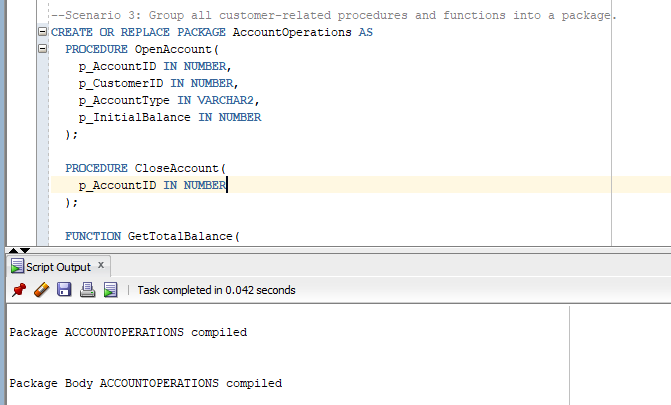 --Scenario 3: Group all customer-related procedures and functions into a package.
CREATE OR REPLACE PACKAGE AccountOperations AS
  PROCEDURE OpenAccount(
    p_AccountID IN NUMBER,
    p_CustomerID IN NUMBER,
    p_AccountType IN VARCHAR2,
    p_InitialBalance IN NUMBER
  );
  PROCEDURE CloseAccount(
    p_AccountID IN NUMBER
  );
  FUNCTION GetTotalBalance(
Script Output x
Task completed in 0.042 seconds
Package ACCOUNTOPERATIONS compiled
Package Body ACCOUNTOPERATIONS compiled